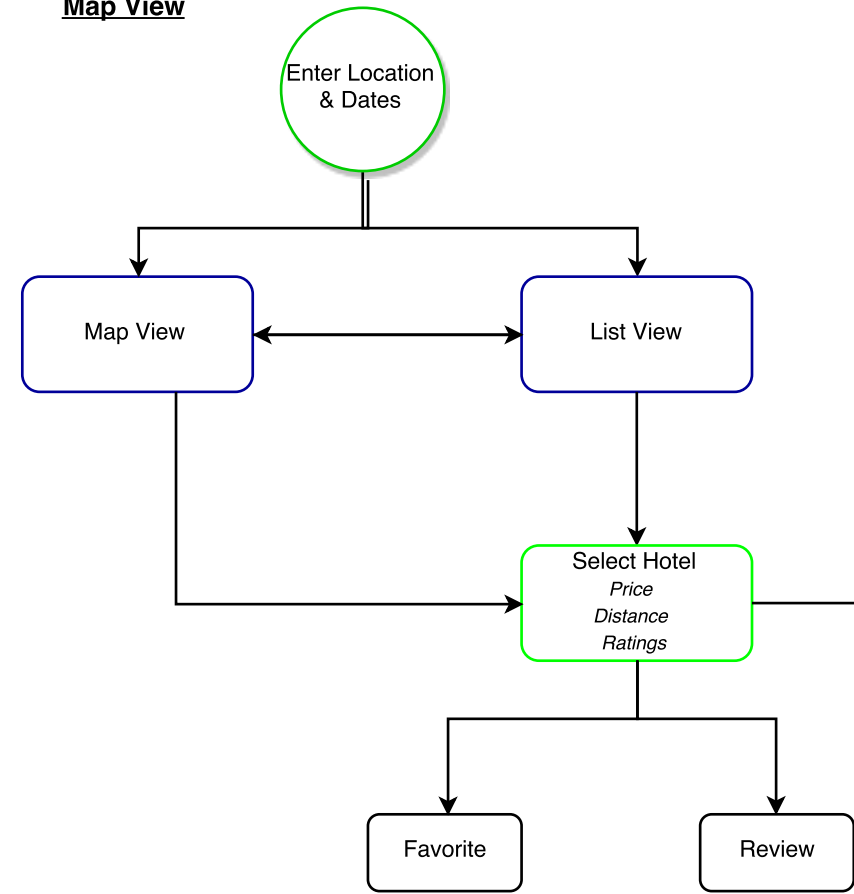 Map View
Enter Location
& Dates
Map View
List View
Select Hotel
Price
Distance
Ratings
Favorite
Review